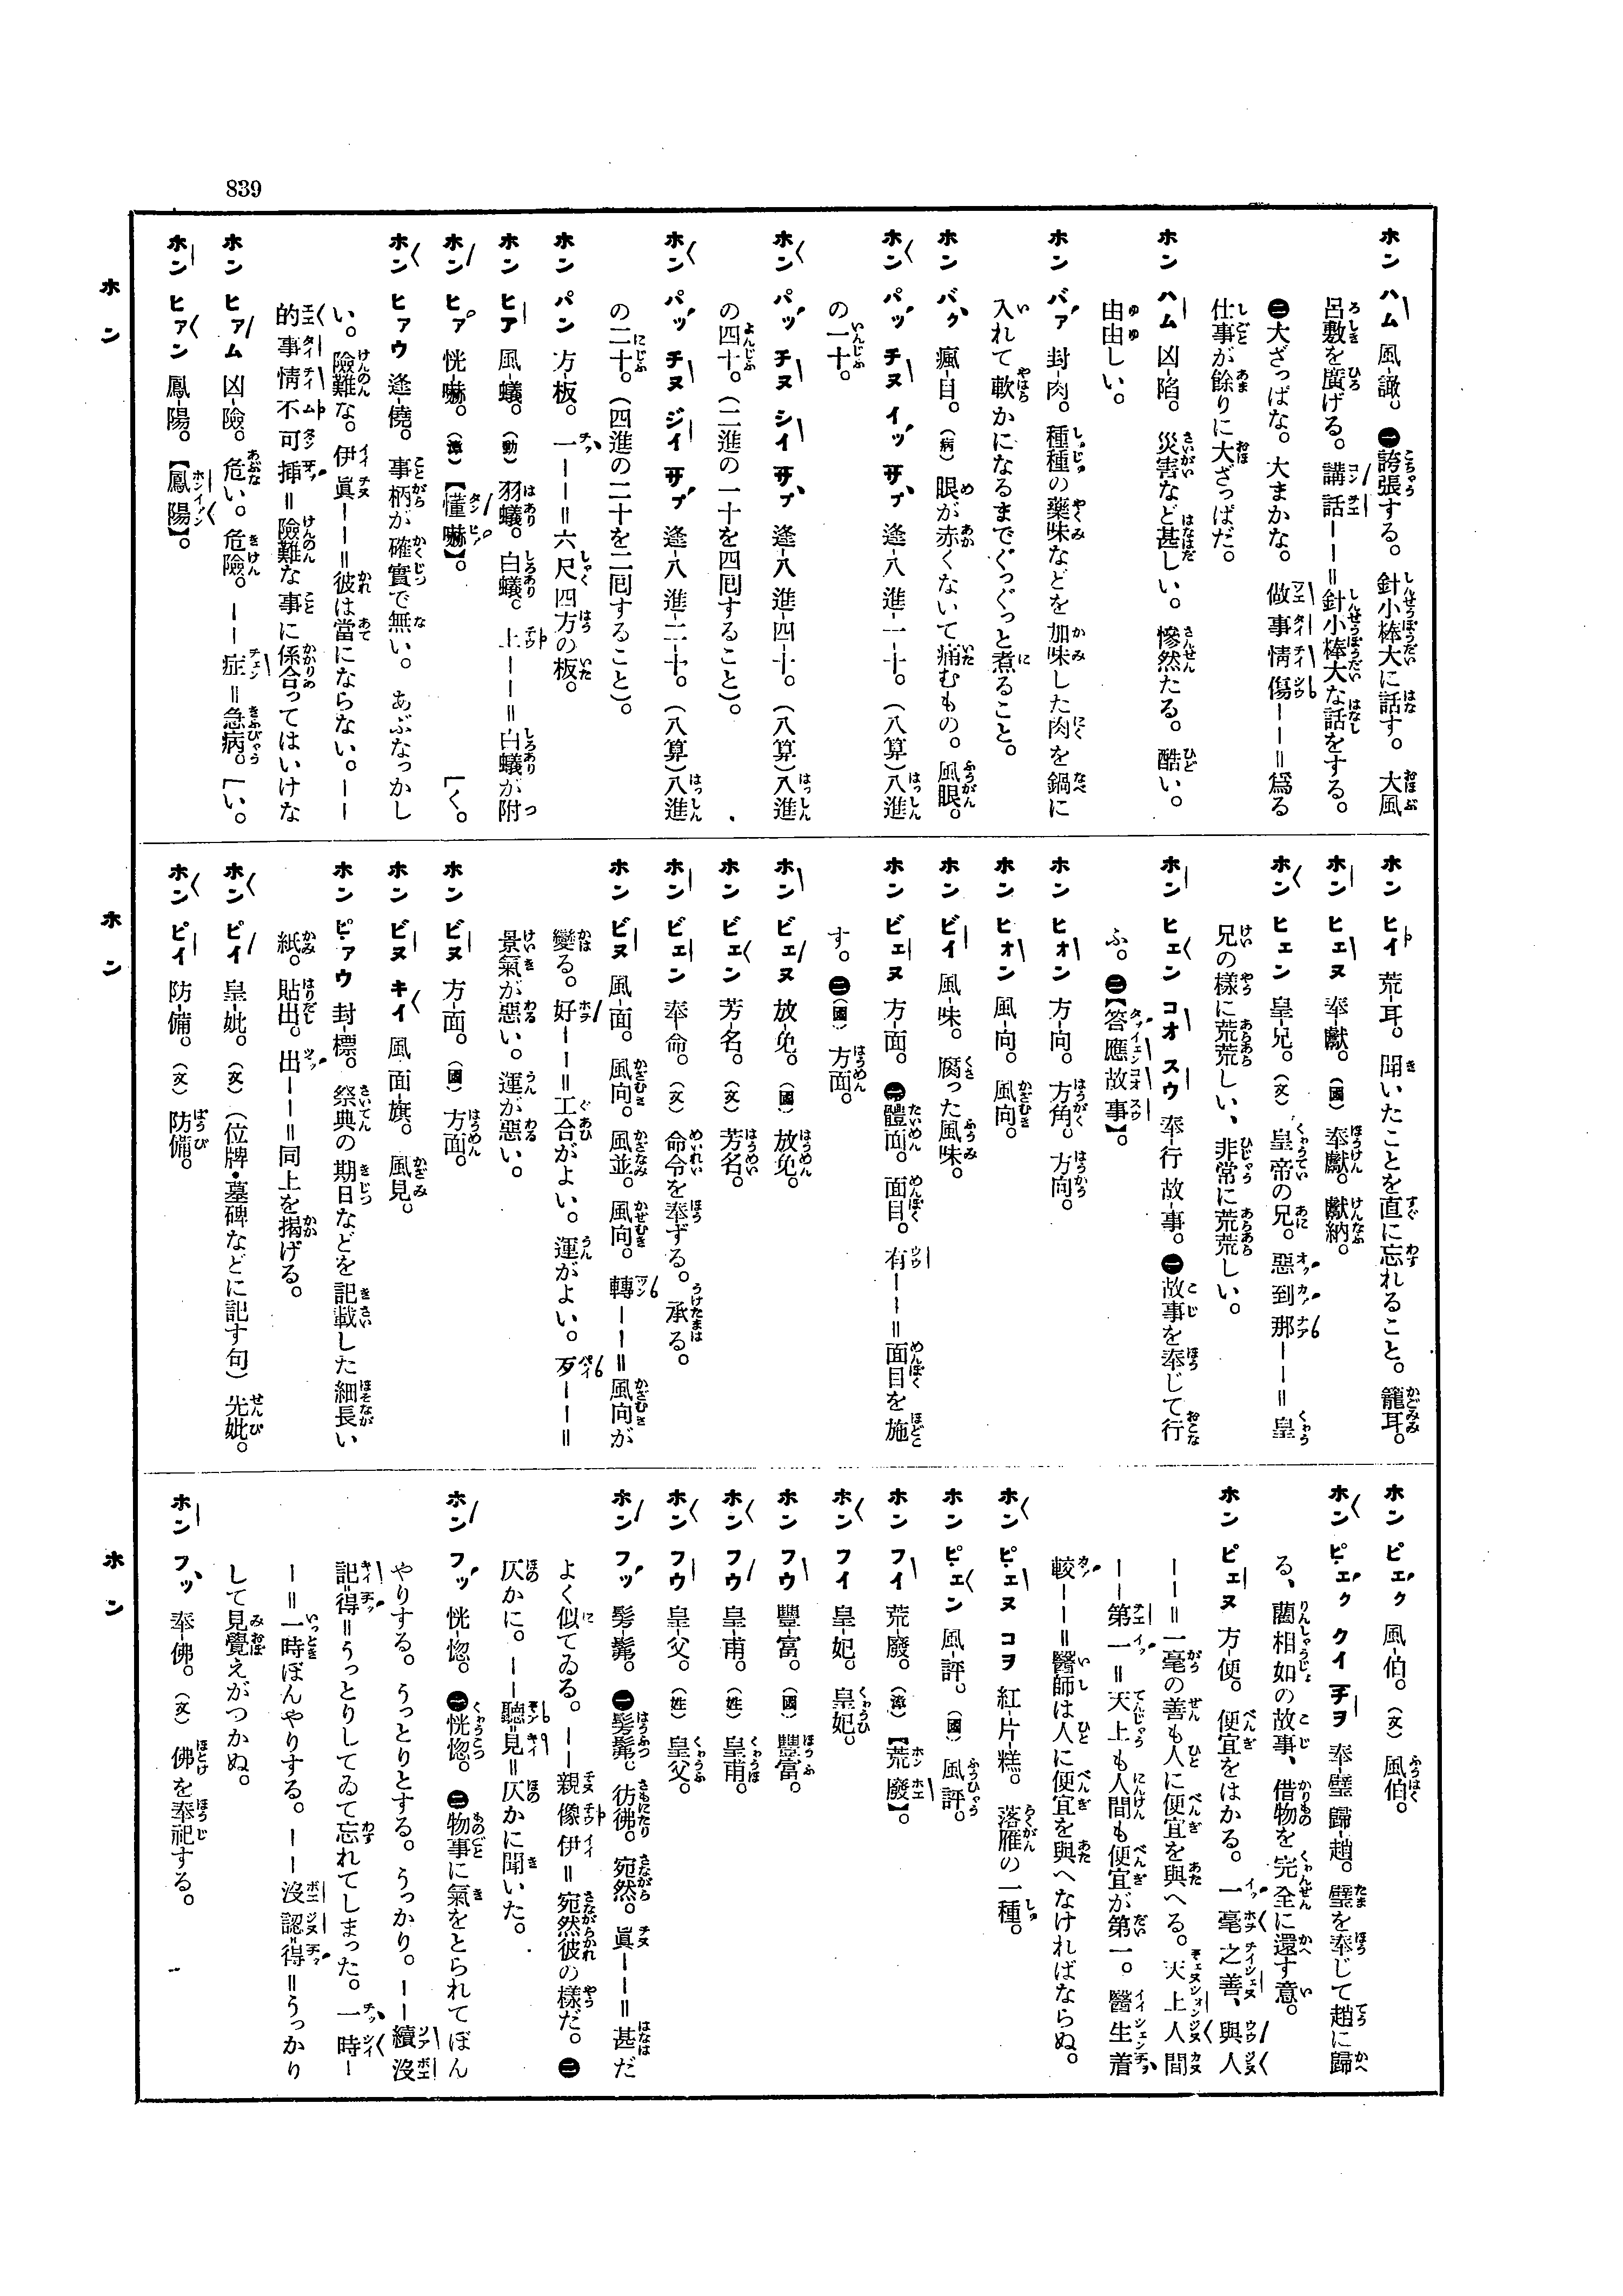 839
ホン ハム 風-譀。 ㊀誇張する。針小棒大に話す。大風
呂敷を廣げる。講話ーー＝針小棒大な話をする。
㊁大ざっぱな。大まかな。做事情傷ーー＝爲る
仕事が餘りに大ざっぱだ。
ホン ハム 凶-陷。 災害など甚しい。慘然たる。酷い。
由由しい。
ホン バァ 封-肉。 種種の藥味などを加味した肉を鍋に
入れて軟かになるまでぐっぐっと煮ること。
ホン バク 瘋-目。(病) 眼が赤くないて痛むもの。風眼。
ホン パッ チヌ イッ サプ 逢-八 進-一-十。(八算)八進
の一十。
ホン パッ チヌ シイ サプ 逢-八 進-四-十。(八算)八進
の四十。(二進の一十を四囘すること)。
ホン パッ チヌ ジイ サプ 逢-八 進-二-十。(八算)八進
の二十。(四進の二十を二囘すること)。
ホン パン 方-板。 一ーー＝六尺四方の板。
ホン ヒア 風-蟻。(動) 羽蟻。白蟻。上ーー＝白蟻が附
ホン ヒァ 恍-嚇。(漳)【懂嚇】。 「く。
ホン ヒァウ 逢-僥。 事柄が確實で無い。あぶなっかし
い。險難な。伊眞ーー＝彼は當にならない。ーー
的事情不可揷＝險難な事に係合ってはいけな
ホン ヒァム 凶-險。 危い。危險。ーー症＝急病。「い。
ホン ヒァン 鳳-陽。【鳳陽】。
ホン
ホン ヒイ 荒-耳。 聞いたことを直に忘れること。籠耳。
ホン ヒェヌ 奉-獻。(國) 奉獻。獻納。
ホン ヒェン 皇-兄。(文) 皇帝の兄。惡到那ーー＝皇
兄の樣に荒荒しい、非常に荒荒しい。
ホン ヒェン コオ スウ 奉-行 故-事。 ㊀故事を奉じて行
ふ。㊁【答應故事】。
ホン ヒォン 方-向。 方角。方向。
ホン ヒォン 風-向。 風向。
ホン ビイ 風-味。 腐った風味。
ホン ビェヌ 方-面。 ㊀體面。面目。有ーー＝面目を施
す。㊁(國) 方面。
ホン ビェヌ 放-免。(國) 放免。
ホン ビェン 芳-名。(文) 芳名。
ホン ビェン 奉-命。(文) 命令を奉ずる。承る。
ホン ビヌ 風-面。 風向。風並。風向。轉ーー＝風向が
變る。好ーー＝工合がよい。運がよい。歹ーー＝
景氣が惡い。運が惡い。
ホン ビヌ 方-面。(國) 方面。
ホン ビヌ キイ 風 面-旗。 風見。
ホン ピァウ 封-標。 祭典の期日などを記載した細長い
紙。貼出。出ーー＝同上を揭げる。
ホン ピイ 皇-妣。(文)(位牌・墓碑などに記す句) 先妣。
ホン ピイ 防-備。(文) 防備。
ホン
ホン ピェク 風-伯。(文) 風伯。
ホン ピェク クイ チヲ 奉-璧 歸-趙。 璧を奉じて趙に歸
る、藺相如の故事、借物を完全に還す意。
ホン ピェヌ 方-便。 便宜をはかる。一毫之善、與人
ーー＝一毫の善も人に便宜を與へる。天上人間
ーー第一＝天上も人間も便宜が第一。醫生着
較ーー＝醫師は人に便宜を與へなければならぬ。
ホン ピェヌ コヲ 紅-片-糕。 落雁の一種。
ホン ピェン 風-評。(國) 風評。
ホン フイ 荒-廢。(漳)【荒廢】。
ホン フイ 皇-妃。 皇妃。
ホン フウ 豐-富。(國) 豐富。
ホン フウ 皇-甫。(姓) 皇甫。
ホン フウ 皇-父。(姓) 皇父。
ホン フッ 髣-髴。 ㊀髣髴。彷彿。宛然。眞ーー＝甚だ
よく似てゐる。ーー親像伊＝宛然彼の樣だ。㊁
仄かに。ーー聽見＝仄かに聞いた。
ホン フッ 恍-惚。 ㊀恍惚。㊁物事に氣をとられてぼん
やりする。うっとりとする。うっかり。ーー續沒
記得＝うっとりしてゐて忘れてしまった。一時ー
ー＝一時ぼんやりする。ーー沒認得＝うっかり
して見覺えがつかぬ。
ホン フッ 奉-佛。(文) 佛を奉祀する。
ホン